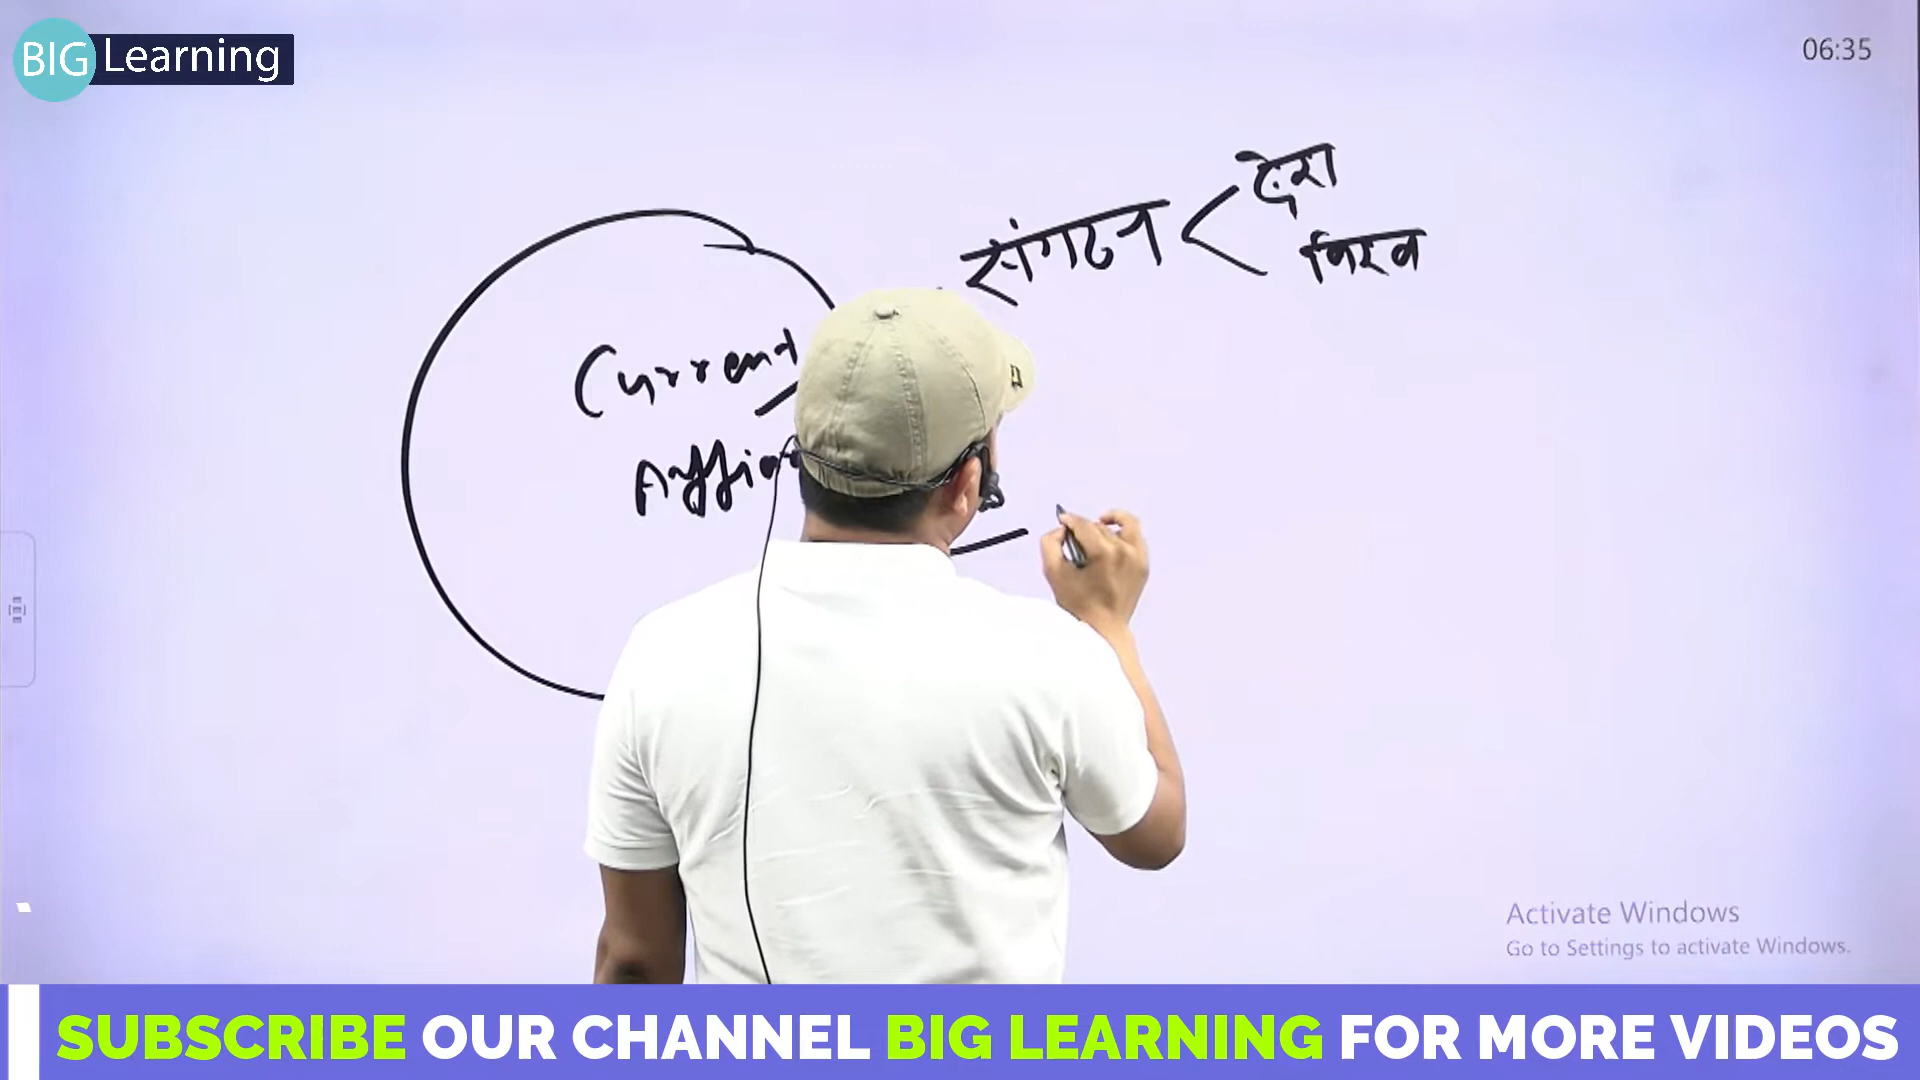 BIG Learning
06:35
संगठन
देश
विश्व
Current
Activate Windows
Go to Settings to activate Windows.
SUBSCRIBE OUR CHANNEL BIG LEARNING FOR MORE VIDEOS